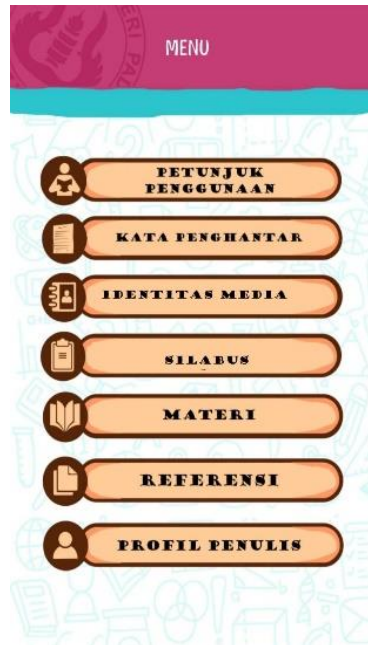 MENU
PETUNJUK
PENGGUNAAN
KATA PENGHANTAR
IDENTITAS MEDIA
SILABUS
MATERI
REFERENSI
PROFIL PENULIS